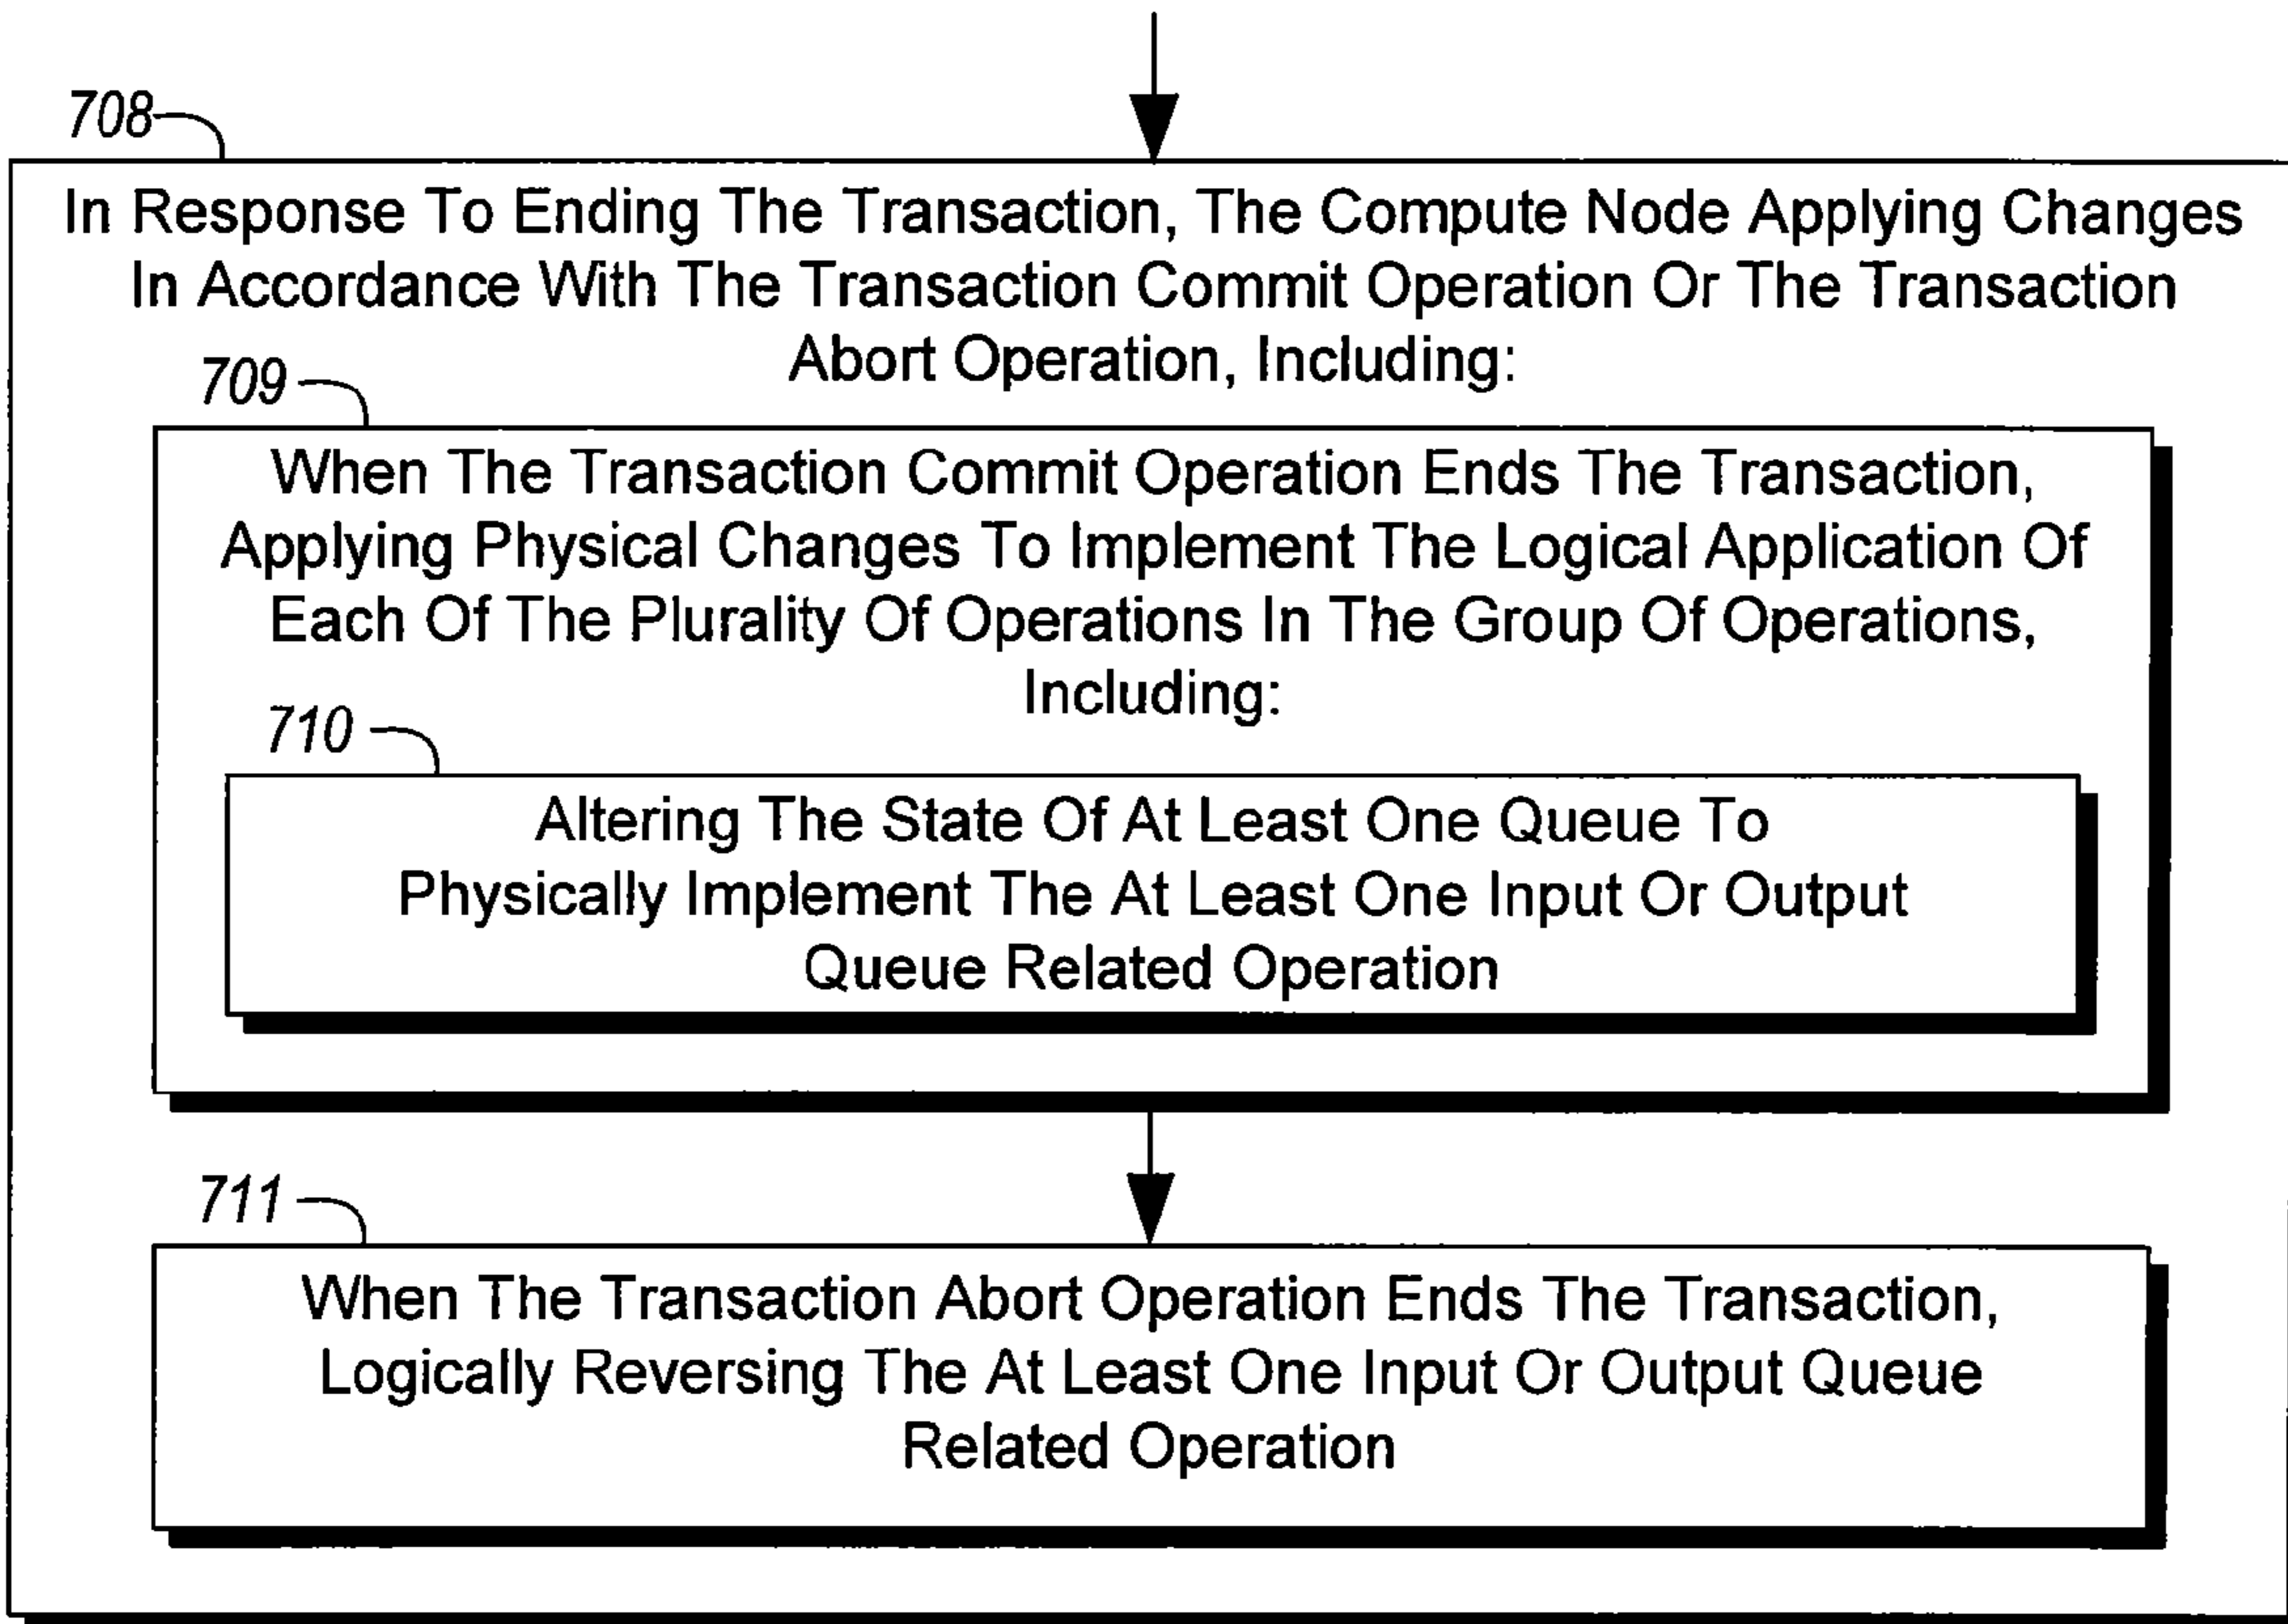 708
In Response To Ending The Transaction, The Compute Node Applying Changes
In Accordance With The Transaction Commit Operation Or The Transaction
Abort Operation, Including:
709
When The Transaction Commit Operation Ends The Transaction,
Applying Physical Changes To Implement The Logical Application Of
Each Of The Plurality Of Operations In The Group Of Operations,
Including:
710
Altering The State Of At Least One Queue To
Physically Implement The At Least One Input Or Output
Queue Related Operation
711
When The Transaction Abort Operation Ends The Transaction,
Logically Reversing The At Least One Input Or Output Queue
Related Operation